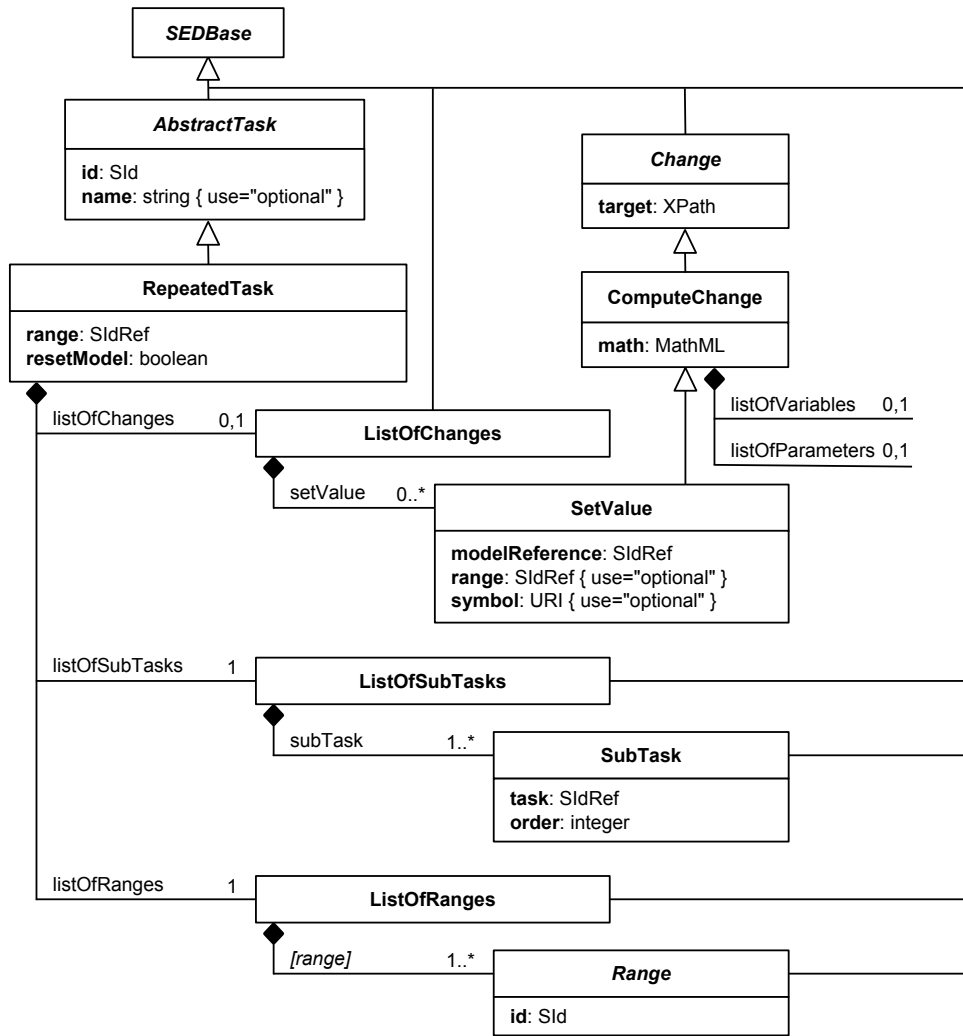 SEDBase
AbstractTask
id: SId
name: string { use="optional" }
Change
target: XPath
RepeatedTask
range: SIdRef
resetModel: boolean
ComputeChange
math: MathML
listOfVariables 0,1
listOfParameters 0,1
listOfChanges 0,1
ListOfChanges
setValue 0..*
SetValue
modelReference: SIdRef
range: SIdRef { use="optional" }
symbol: URI { use="optional" }
listOfSubTasks 1
ListOfSubTasks
subTask 1..*
SubTask
task: SIdRef
order: integer
listOfRanges 1
ListOfRanges
[range] 1..*
Range
id: SId